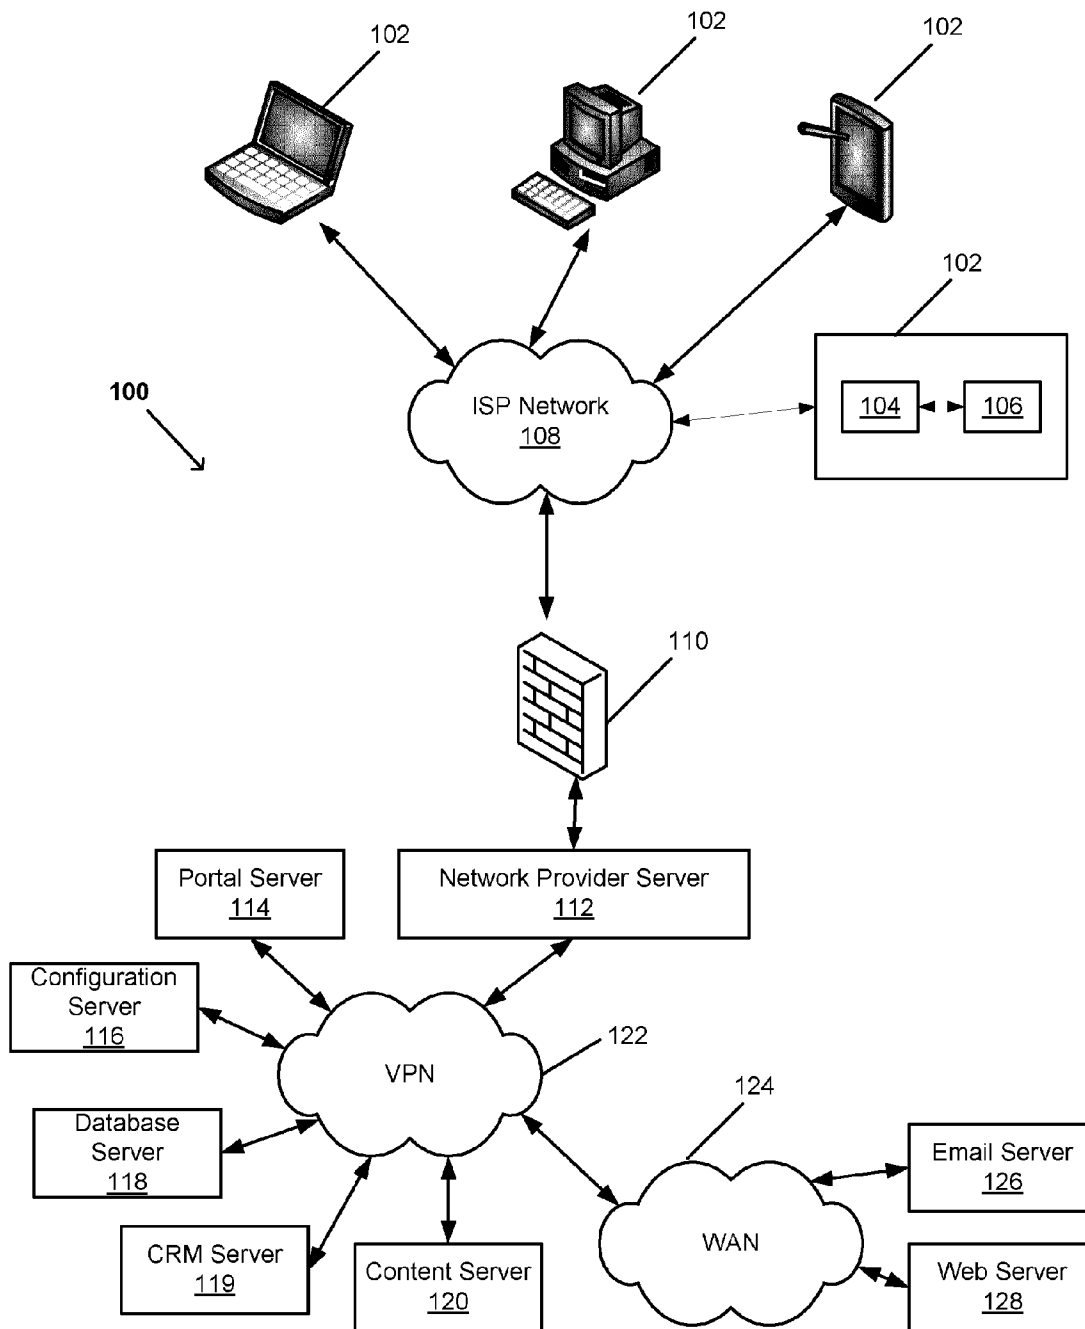 102
102
102
102
100
ISP Network
108
104
106
110
Portal Server
114
Network Provider Server
112
Configuration
Server
116
VPN
122
124
Database
Server
118
Email Server
126
CRM Server
119
Content Server
120
WAN
Web Server
128